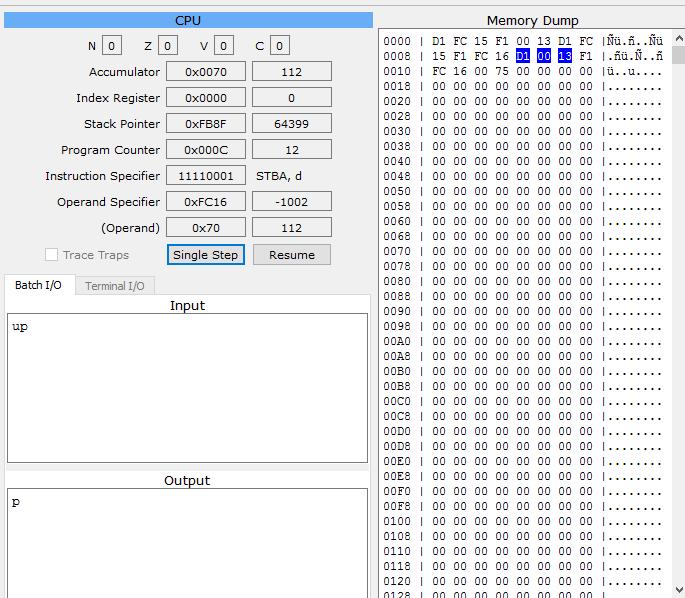 CPU
N 0 Z 0 V 0 C 0
Accumulator 0x0070 112
Index Register 0x0000 0
Stack Pointer 0xFB8F 64399
Program Counter 0x000C 12
Instruction Specifier 11110001 STBA, d
Operand Specifier 0xFC16 -1002
(Operand) 0x70 112
Trace Traps Single Step Resume
Batch I/O Terminal I/O
Input
up
Output
p
Memory Dump
0000 | D1 FC 15 F1 00 13 D1 FC |Ñü.ñ..Ñü
0008 | 15 F1 FC 16 D1 00 13 F1 |.ñü.Ñ..ñ
0010 | FC 16 00 75 00 00 00 00 |ü..u....
0018 | 00 00 00 00 00 00 00 00 |........
0020 | 00 00 00 00 00 00 00 00 |........
0028 | 00 00 00 00 00 00 00 00 |........
0030 | 00 00 00 00 00 00 00 00 |........
0038 | 00 00 00 00 00 00 00 00 |........
0040 | 00 00 00 00 00 00 00 00 |........
0048 | 00 00 00 00 00 00 00 00 |........
0050 | 00 00 00 00 00 00 00 00 |........
0058 | 00 00 00 00 00 00 00 00 |........
0060 | 00 00 00 00 00 00 00 00 |........
0068 | 00 00 00 00 00 00 00 00 |........
0070 | 00 00 00 00 00 00 00 00 |........
0078 | 00 00 00 00 00 00 00 00 |........
0080 | 00 00 00 00 00 00 00 00 |........
0088 | 00 00 00 00 00 00 00 00 |........
0090 | 00 00 00 00 00 00 00 00 |........
0098 | 00 00 00 00 00 00 00 00 |........
00A0 | 00 00 00 00 00 00 00 00 |........
00A8 | 00 00 00 00 00 00 00 00 |........
00B0 | 00 00 00 00 00 00 00 00 |........
00B8 | 00 00 00 00 00 00 00 00 |........
00C0 | 00 00 00 00 00 00 00 00 |........
00C8 | 00 00 00 00 00 00 00 00 |........
00D0 | 00 00 00 00 00 00 00 00 |........
00D8 | 00 00 00 00 00 00 00 00 |........
00E0 | 00 00 00 00 00 00 00 00 |........
00E8 | 00 00 00 00 00 00 00 00 |........
00F0 | 00 00 00 00 00 00 00 00 |........
00F8 | 00 00 00 00 00 00 00 00 |........
0100 | 00 00 00 00 00 00 00 00 |........
0108 | 00 00 00 00 00 00 00 00 |........
0110 | 00 00 00 00 00 00 00 00 |........
0118 | 00 00 00 00 00 00 00 00 |........
0120 | 00 00 00 00 00 00 00 00 |........
0128 | 00 00 00 00 00 00 00 00 |